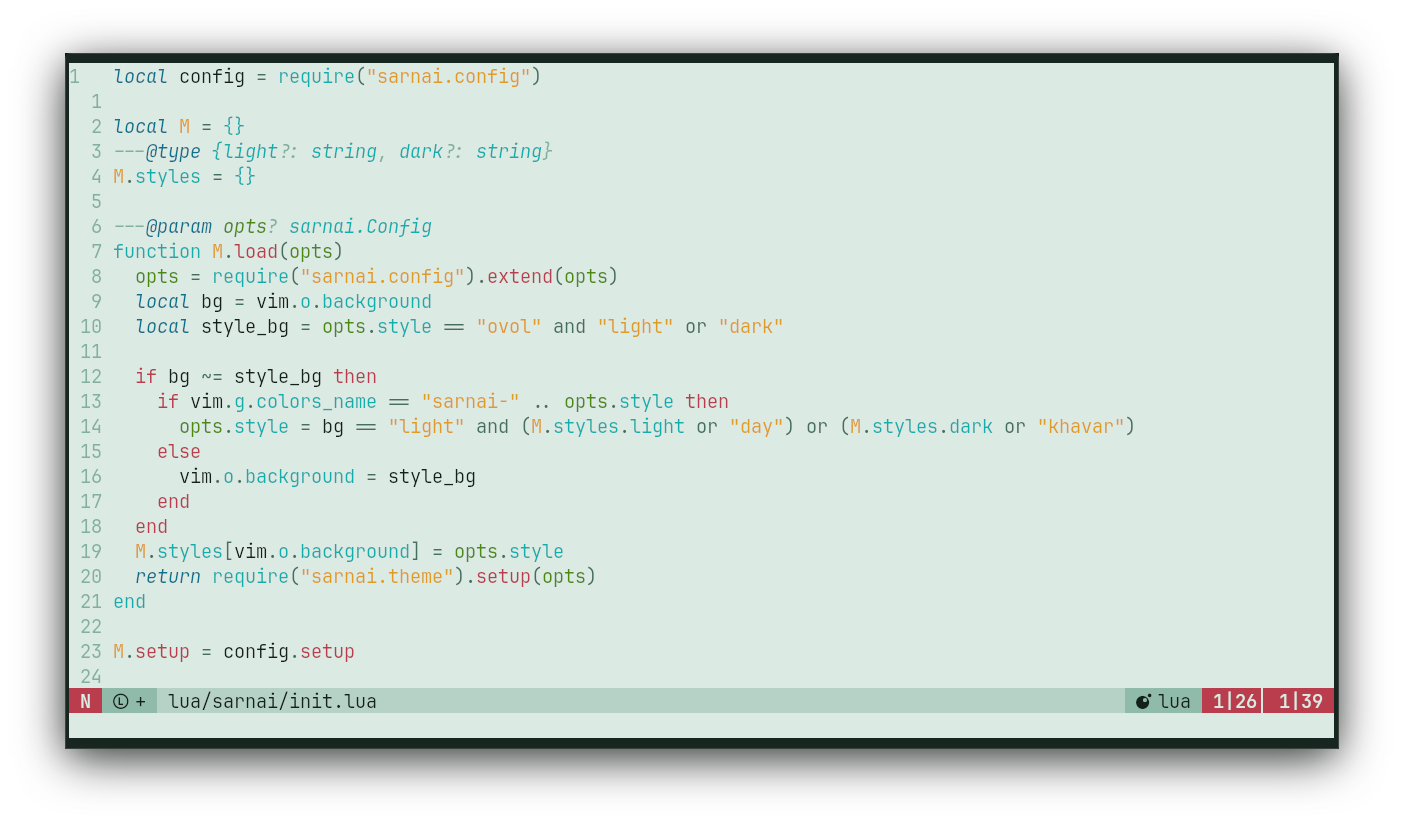 1   local config = require("sarnai.config")
  1
  2 local M = {}
  3 ---@type {light?: string, dark?: string}
  4 M.styles = {}
  5
  6 ---@param opts? sarnai.Config
  7 function M.load(opts)
  8   opts = require("sarnai.config").extend(opts)
  9   local bg = vim.o.background
 10   local style_bg = opts.style == "ovol" and "light" or "dark"
 11
 12   if bg ~= style_bg then
 13     if vim.g.colors_name == "sarnai-" .. opts.style then
 14       opts.style = bg == "light" and (M.styles.light or "day") or (M.styles.dark or "khavar")
 15     else
 16       vim.o.background = style_bg
 17     end
 18   end
 19   M.styles[vim.o.background] = opts.style
 20   return require("sarnai.theme").setup(opts)
 21 end
 22
 23 M.setup = config.setup
 24
N Ⓛ + lua/sarnai/init.lua lua 1|26 1|39